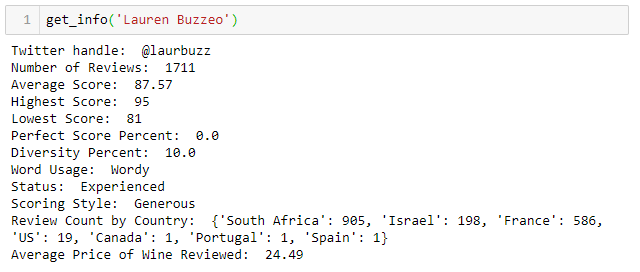 1 get_info('Lauren Buzzeo')
Twitter handle:  @laurbuzz
Number of Reviews:  1711
Average Score:  87.57
Highest Score:  95
Lowest Score:  81
Perfect Score Percent:  0.0
Diversity Percent:  10.0
Word Usage:  Wordy
Status:  Experienced
Scoring Style:  Generous
Review Count by Country:  {'South Africa': 905, 'Israel': 198, 'France': 586,
'US': 19, 'Canada': 1, 'Portugal': 1, 'Spain': 1}
Average Price of Wine Reviewed:  24.49